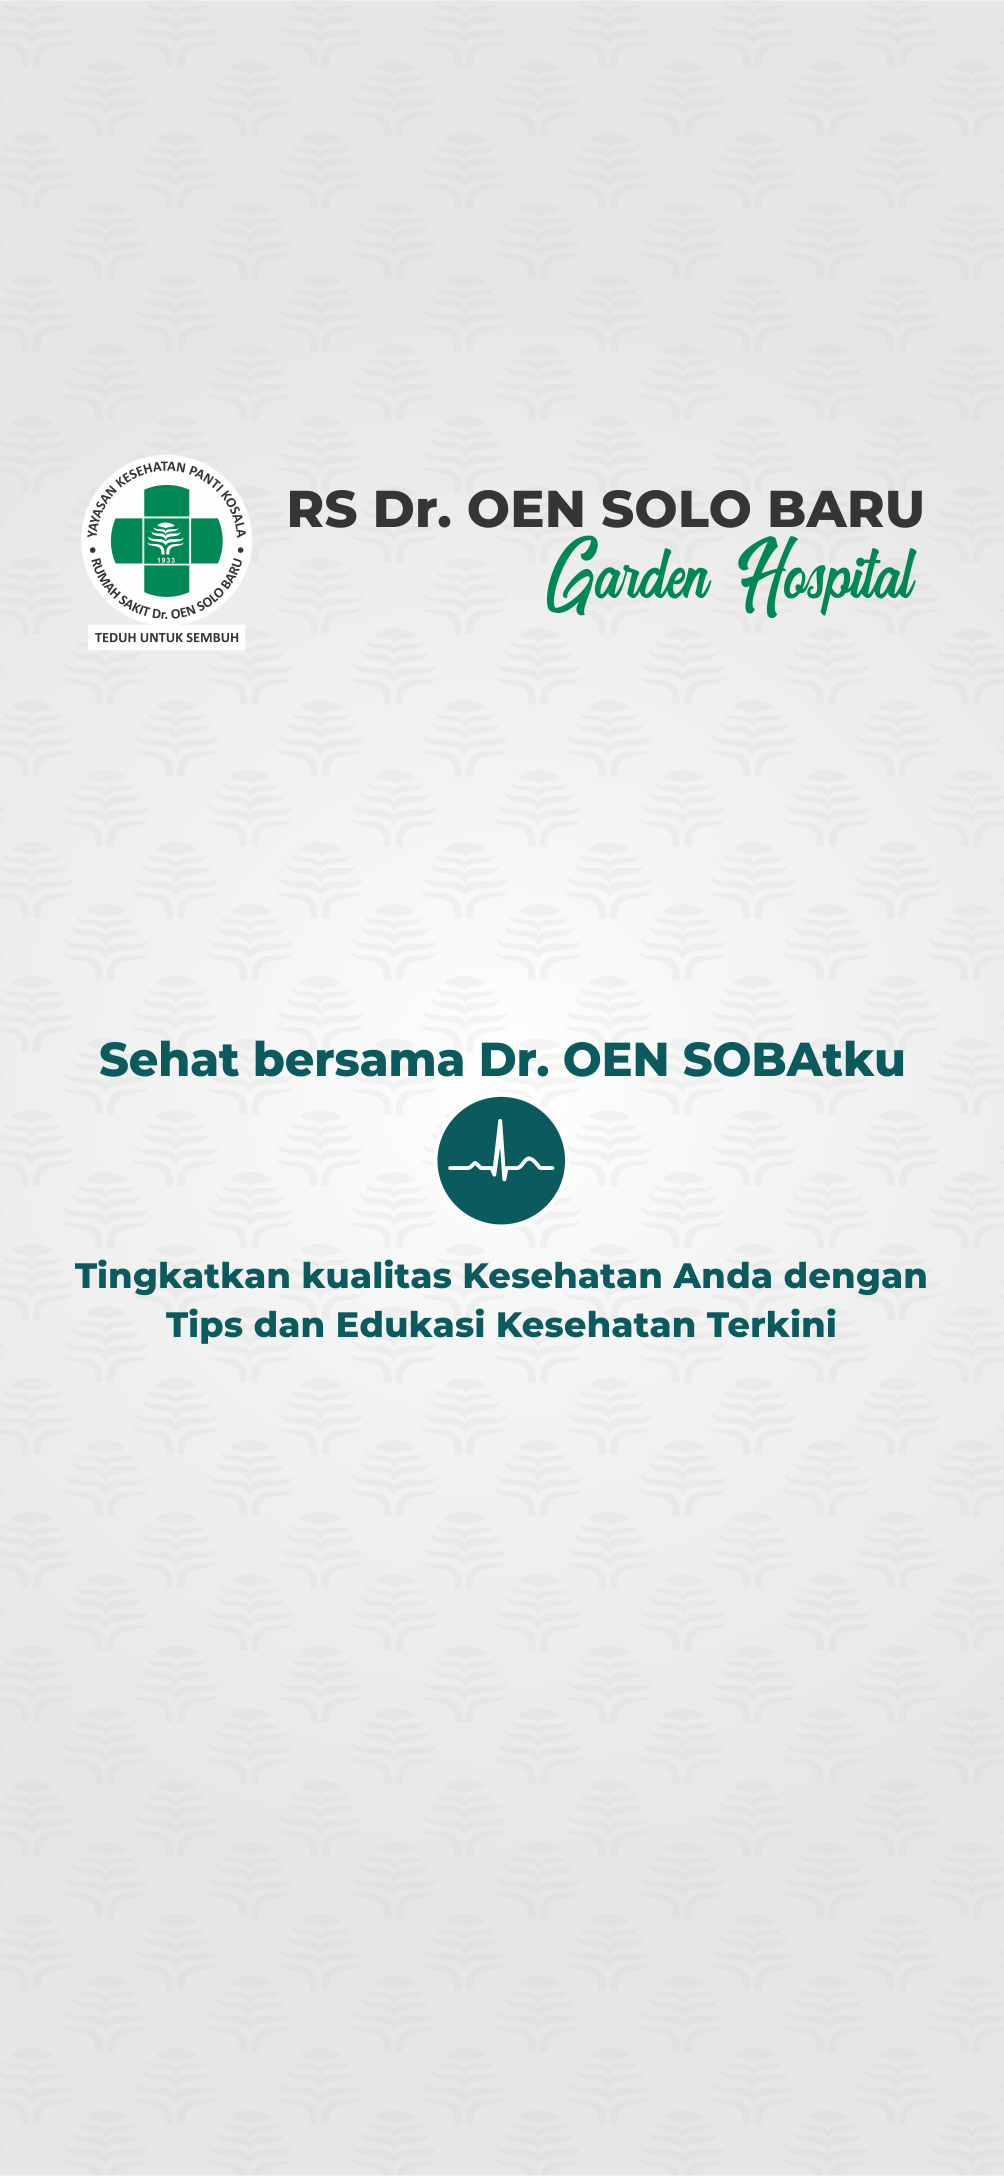 YAYASAN KESEHATAN PANTI KOSALA
1933
• RUMAH SAKIT Dr. OEN SOLO BARU •
TEDUH UNTUK SEMBUH
RS Dr. OEN SOLO BARU
Garden Hospital
Sehat bersama Dr. OEN SOBAtku
Tingkatkan kualitas Kesehatan Anda dengan
Tips dan Edukasi Kesehatan Terkini